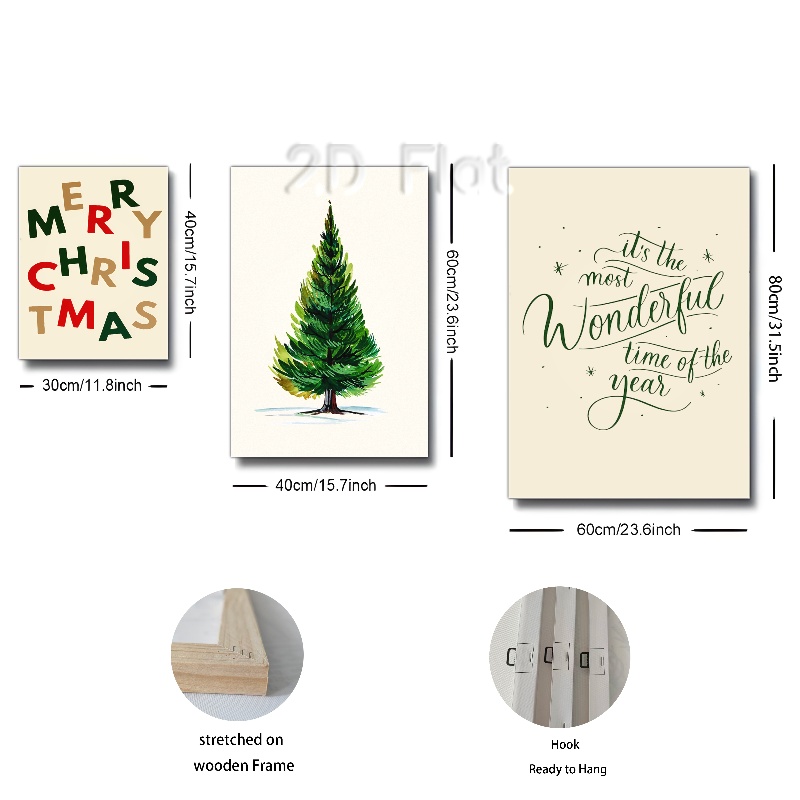 2D Flat
MERRY
CHRIS
TMAS
40cm/15.7inch
30cm/11.8inch
60cm/23.6inch
40cm/15.7inch
it's the
most
Wonderful
time of the
year
80cm/31.5inch
60cm/23.6inch
stretched on
wooden Frame
Hook
Ready to Hang